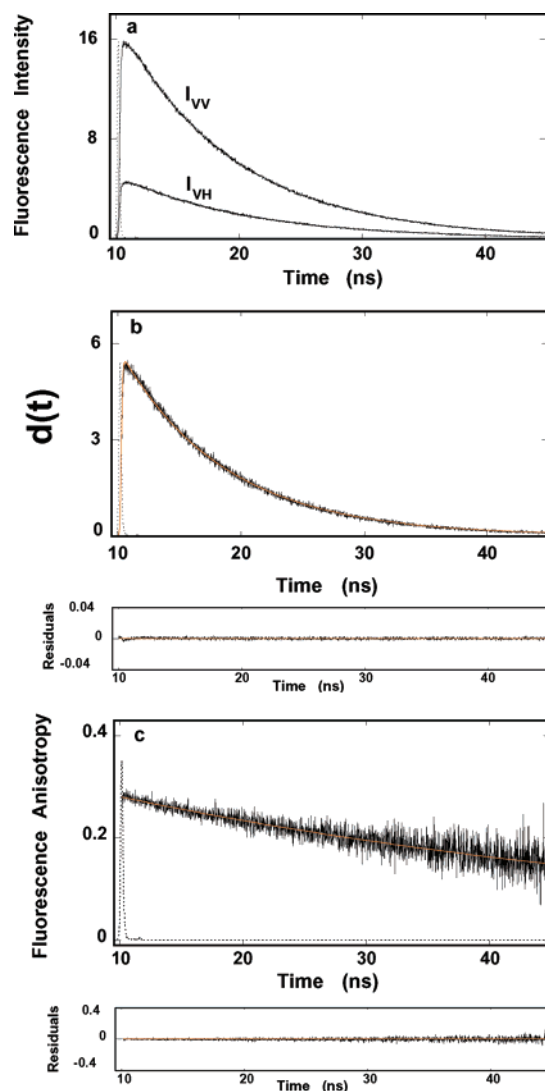 a
16
8
0
Fluorescence Intensity
I_VV
I_VH
10 20 30 40
Time (ns)
b
6
3
0
d(t)
10 20 30 40
Time (ns)
0.04
0
-0.04
Residuals
10 20 30 40
Time (ns)
c
0.4
0.2
0
Fluorescence Anisotropy
10 20 30 40
Time (ns)
0.4
0
-0.4
Residuals
10 20 30 40
Time (ns)